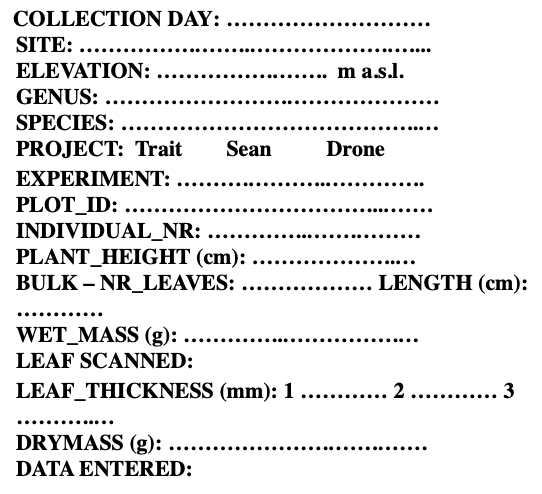 COLLECTION DAY: ……………………….
SITE: …………………..……………….…....
ELEVATION: …………………. m a.s.l.
GENUS: …………………….………………
SPECIES: …………………………………..…
PROJECT: Trait Sean Drone
EXPERIMENT: ………………..………….
PLOT_ID: …………………………....…….
INDIVIDUAL_NR: …………..…….………
PLANT_HEIGHT (cm): ………………..…
BULK – NR_LEAVES: ……………… LENGTH (cm):
…………
WET_MASS (g): …………..………………
LEAF SCANNED:
LEAF_THICKNESS (mm): 1 ………… 2 ………… 3
………..…
DRYMASS (g): ………………….…….…….
DATA ENTERED: